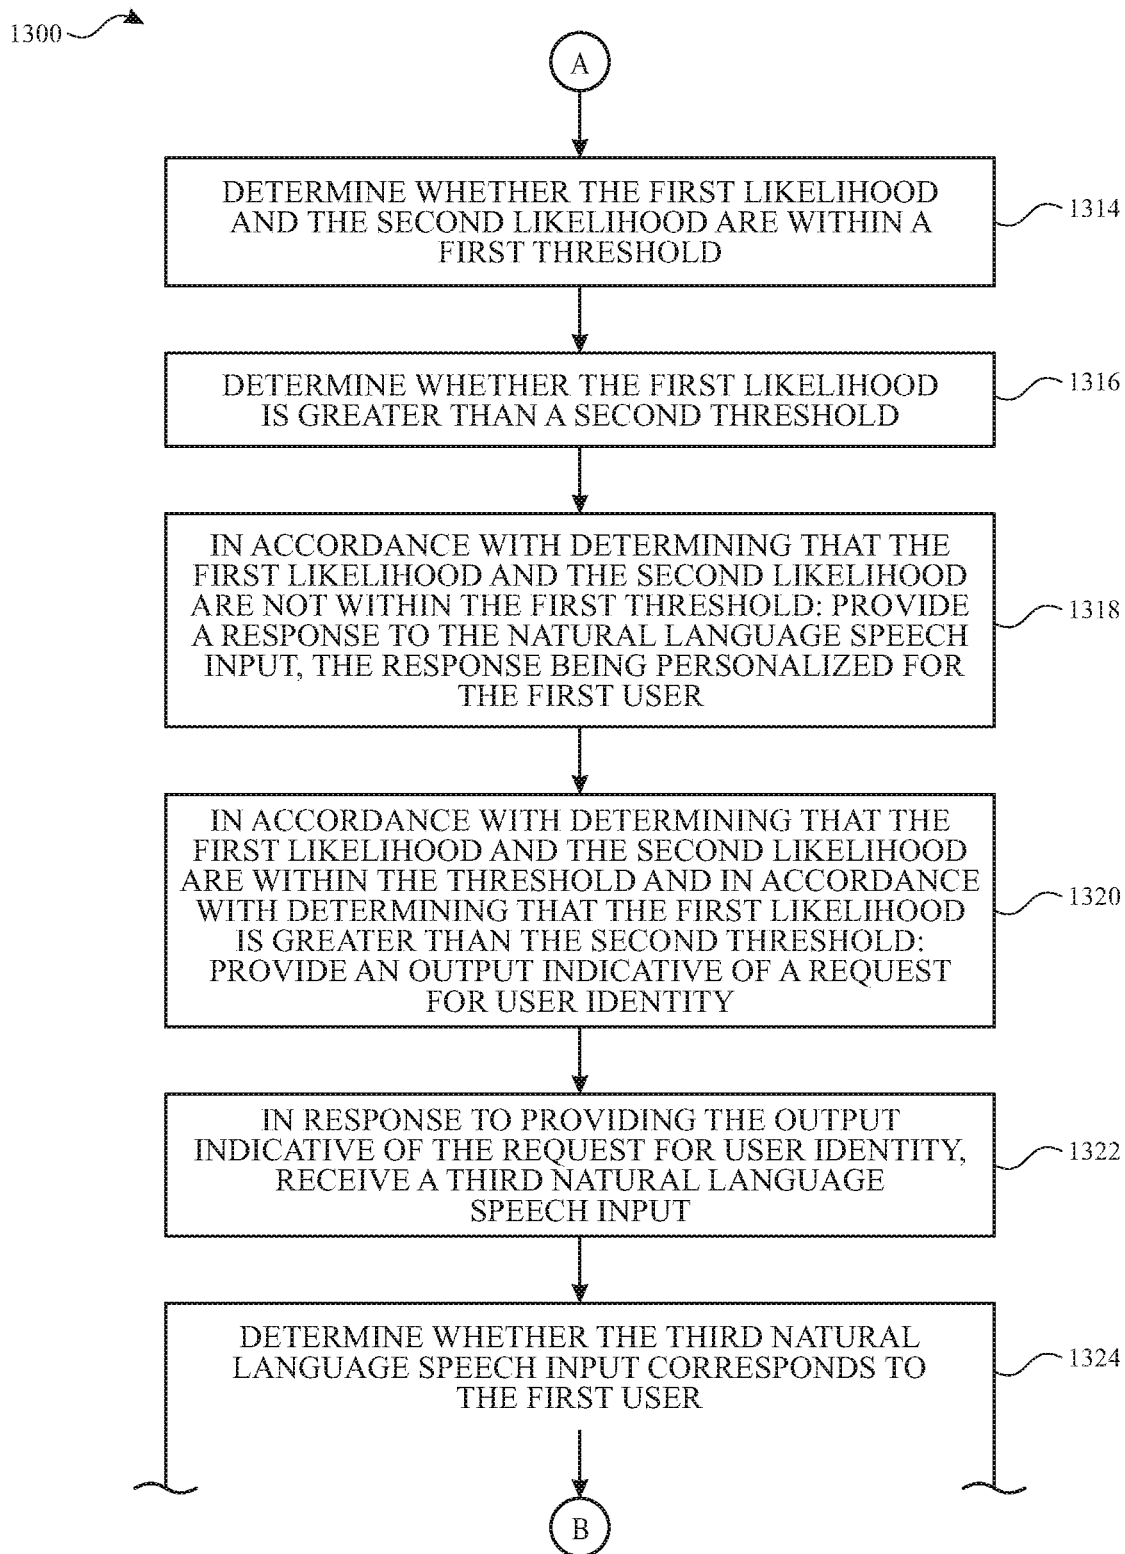 1300
A
DETERMINE WHETHER THE FIRST LIKELIHOOD
AND THE SECOND LIKELIHOOD ARE WITHIN A
FIRST THRESHOLD
1314
DETERMINE WHETHER THE FIRST LIKELIHOOD
IS GREATER THAN A SECOND THRESHOLD
1316
IN ACCORDANCE WITH DETERMINING THAT THE
FIRST LIKELIHOOD AND THE SECOND LIKELIHOOD
ARE NOT WITHIN THE FIRST THRESHOLD: PROVIDE
A RESPONSE TO THE NATURAL LANGUAGE SPEECH
INPUT, THE RESPONSE BEING PERSONALIZED FOR
THE FIRST USER
1318
IN ACCORDANCE WITH DETERMINING THAT THE
FIRST LIKELIHOOD AND THE SECOND LIKELIHOOD
ARE WITHIN THE THRESHOLD AND IN ACCORDANCE
WITH DETERMINING THAT THE FIRST LIKELIHOOD
IS GREATER THAN THE SECOND THRESHOLD:
PROVIDE AN OUTPUT INDICATIVE OF A REQUEST
FOR USER IDENTITY
1320
IN RESPONSE TO PROVIDING THE OUTPUT
INDICATIVE OF THE REQUEST FOR USER IDENTITY,
RECEIVE A THIRD NATURAL LANGUAGE
SPEECH INPUT
1322
DETERMINE WHETHER THE THIRD NATURAL
LANGUAGE SPEECH INPUT CORRESPONDS TO
THE FIRST USER
1324
B